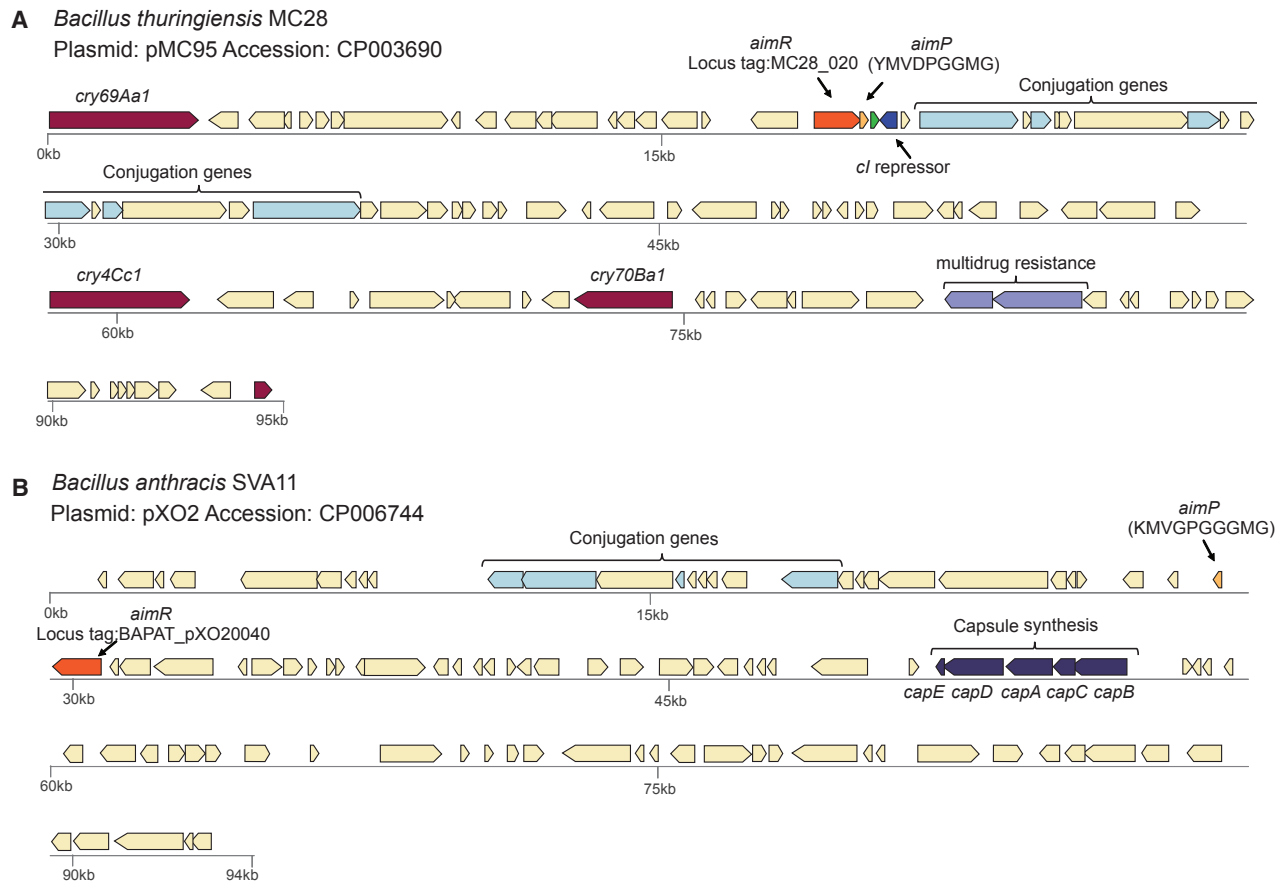 A
Bacillus thuringiensis MC28
Plasmid: pMC95 Accession: CP003690
aimR
Locus tag:MC28_020
aimP
(YMVDPGGMG)
cry69Aa1
Conjugation genes
0kb
15kb
cI repressor
Conjugation genes
30kb
45kb
cry4Cc1
cry70Ba1
multidrug resistance
60kb
75kb
90kb
95kb
B
Bacillus anthracis SVA11
Plasmid: pXO2 Accession: CP006744
aimP
(KMVGPGGGMG)
Conjugation genes
0kb
15kb
aimR
Locus tag:BAPAT_pXO20040
Capsule synthesis
30kb
45kb
capE capD capA capC capB
60kb
75kb
90kb
94kb